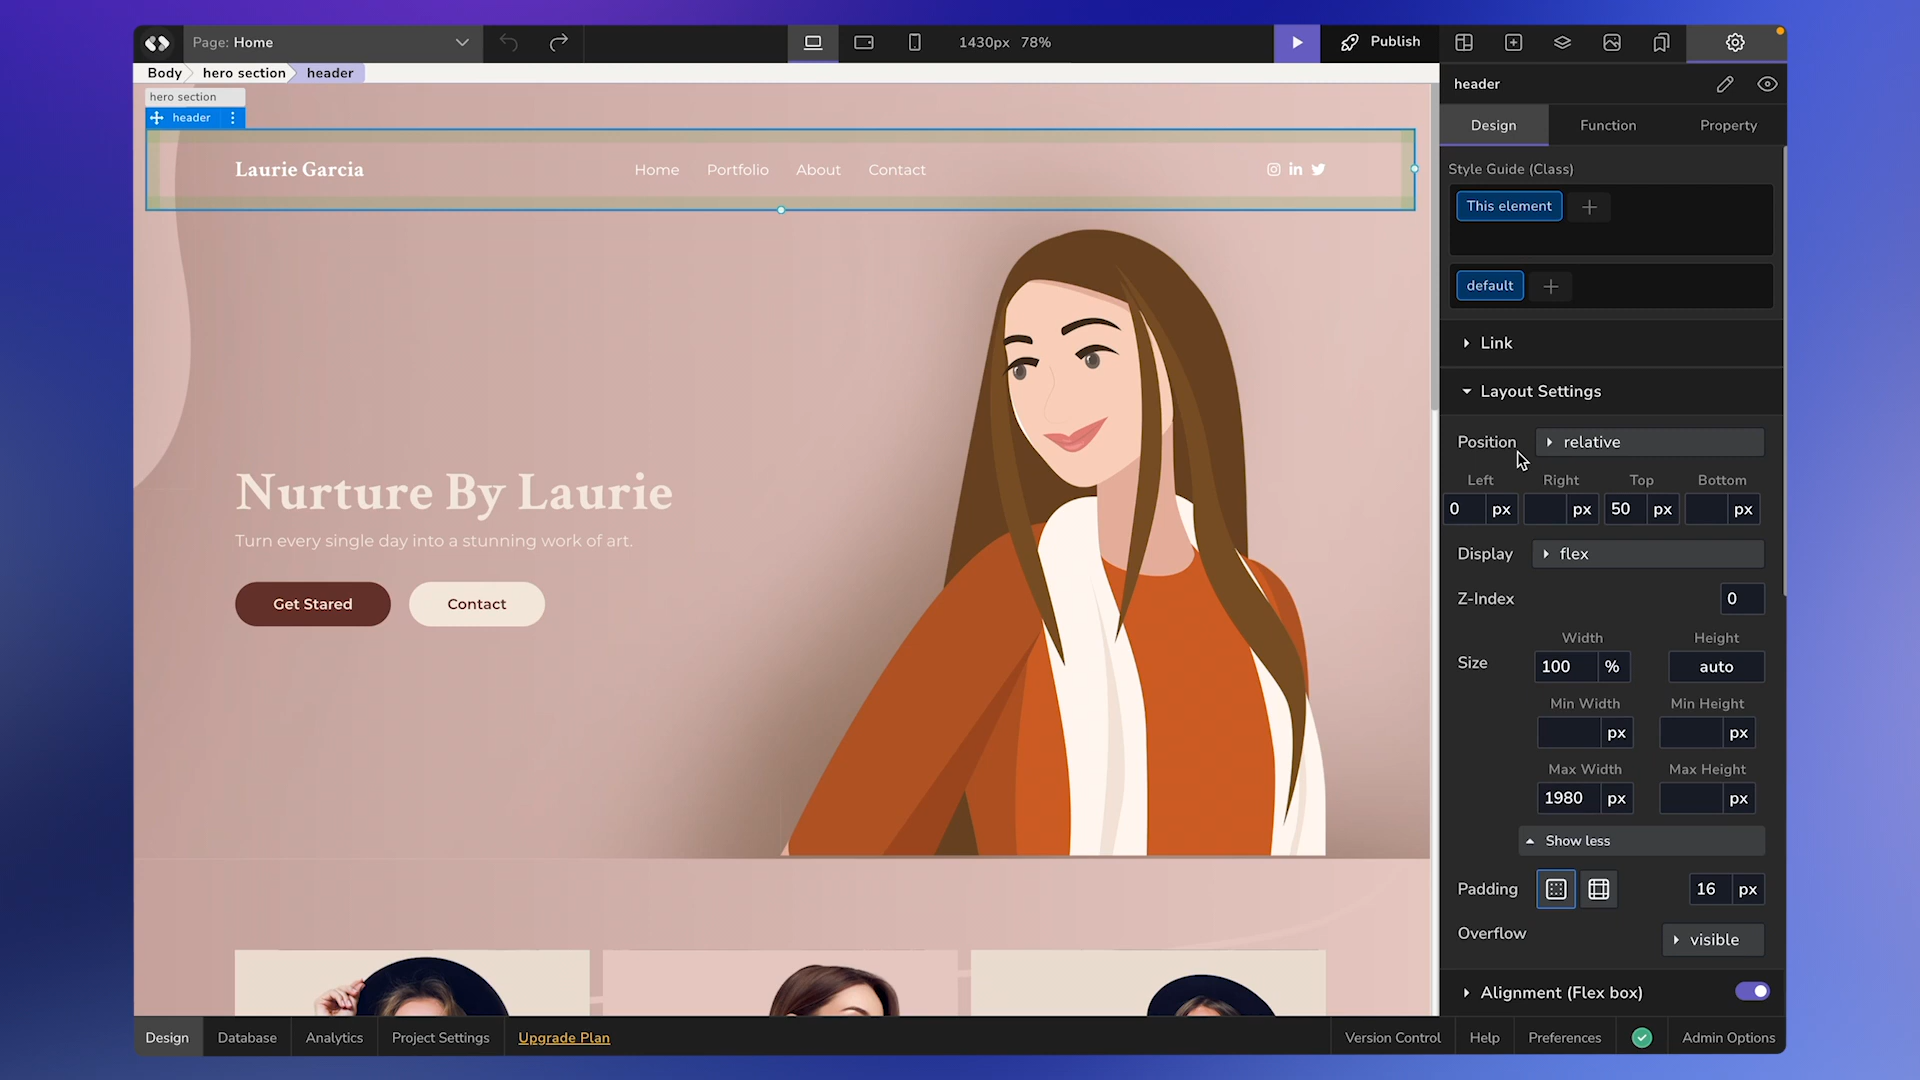 Page: Home
1430px 78%
Publish
Body hero section header
hero section
header
Laurie Garcia
Home Portfolio About Contact
Nurture By Laurie
Turn every single day into a stunning work of art.
Get Stared
Contact
header
Design Function Property
Style Guide (Class)
This element
default
Link
Layout Settings
Position relative
Left Right Top Bottom
0 px px 50 px px
Display flex
Z-Index 0
Width Height
Size 100 % auto
Min Width Min Height
px px
Max Width Max Height
1980 px px
Show less
Padding 16 px
Overflow visible
Alignment (Flex box)
Design Database Analytics Project Settings Upgrade Plan Version Control Help Preferences Admin Options